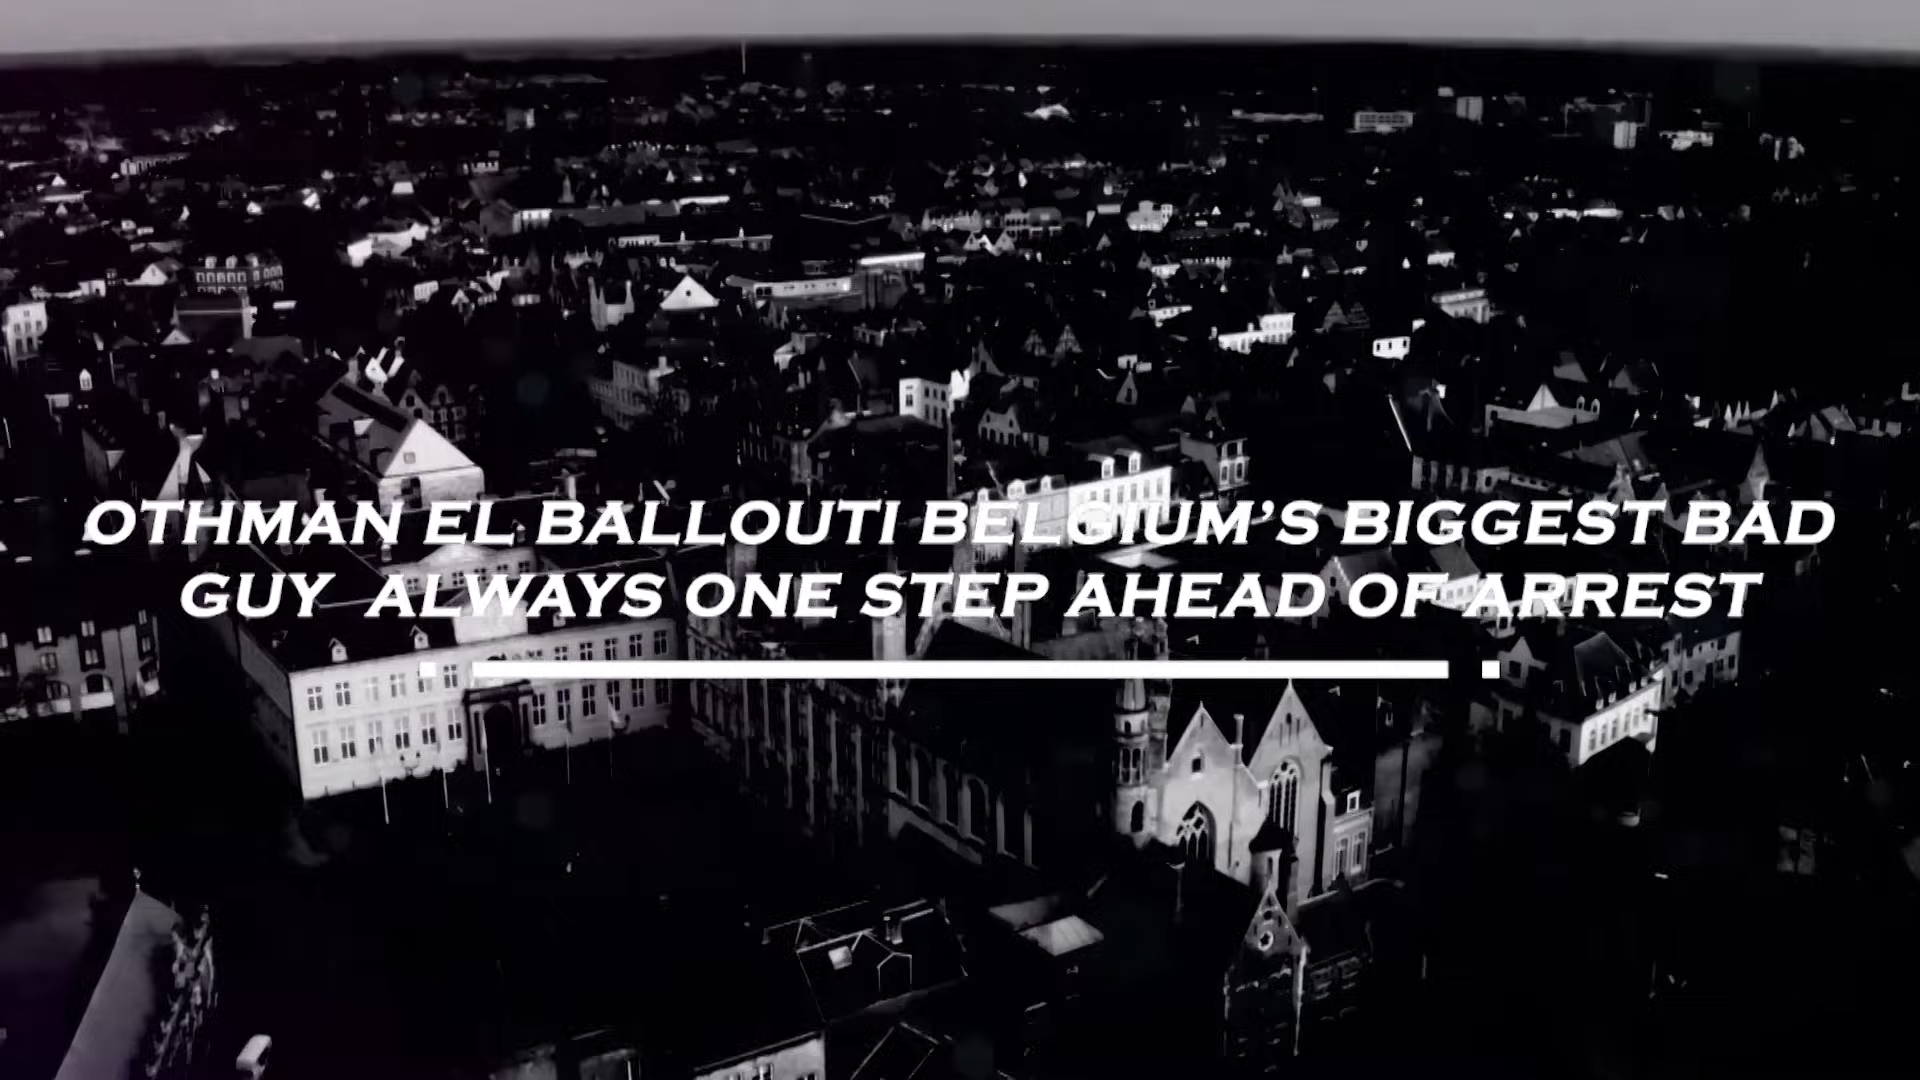 OTHMAN EL BALLOUTI BELGIUM’S BIGGEST BAD
GUY ALWAYS ONE STEP AHEAD OF ARREST